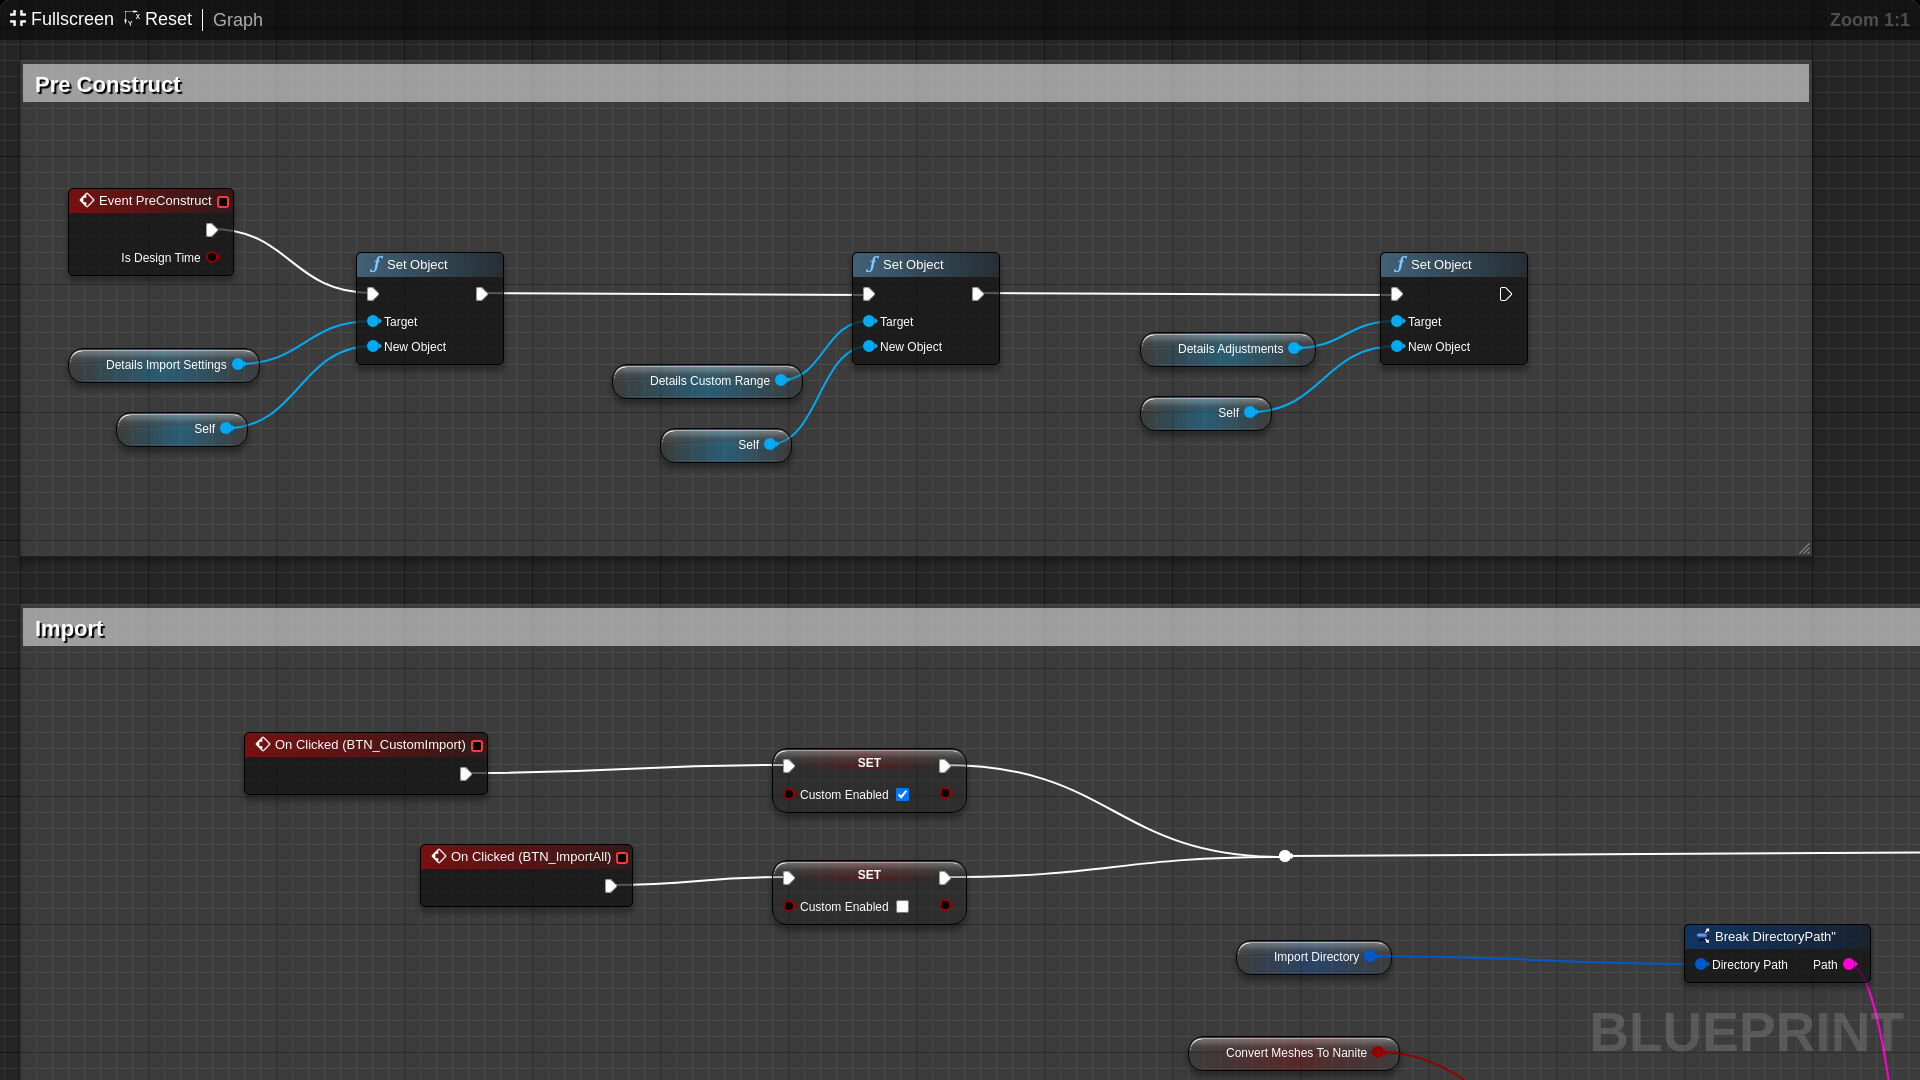 Fullscreen Reset Graph Zoom 1:1
Pre Construct
Event PreConstruct
Is Design Time
Set Object
Target
New Object
Details Import Settings
Self
Set Object
Target
New Object
Details Custom Range
Self
Set Object
Target
New Object
Details Adjustments
Self
Import
On Clicked (BTN_CustomImport)
SET
Custom Enabled
On Clicked (BTN_ImportAll)
SET
Custom Enabled
Import Directory
Break DirectoryPath"
Directory Path Path
Convert Meshes To Nanite
BLUEPRINT